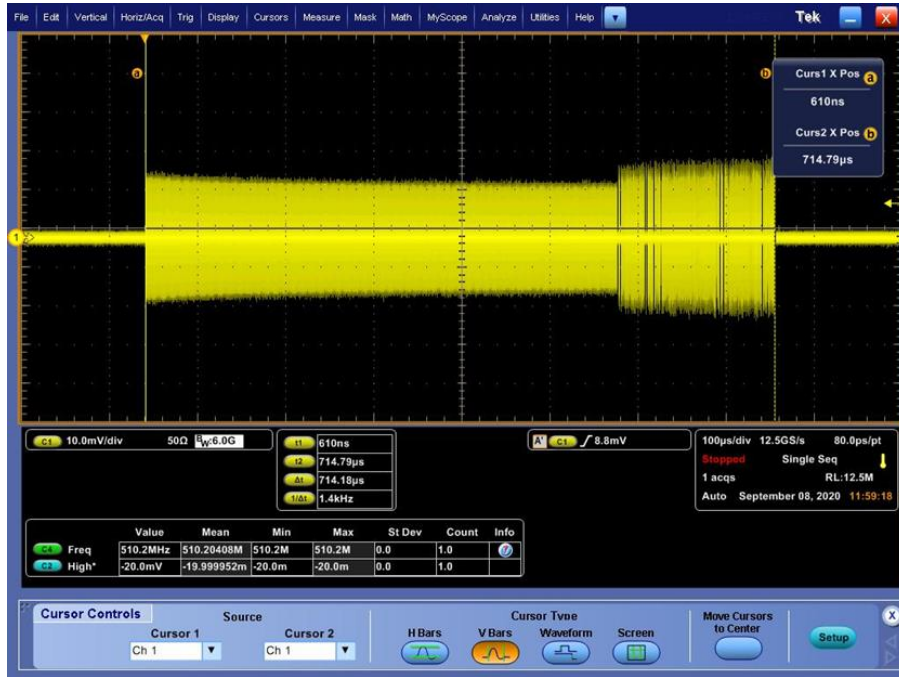 File Edit Vertical Horiz/Acq Trig Display Cursors Measure Mask Math MyScope Analyze Utilities Help Tek X
a b Curs1 X Pos a
610ns
Curs2 X Pos b
714.79µs
1
C1 10.0mV/div 50Ω BW:6.0G
t1 610ns
t2 714.79µs
Δt 714.18µs
1/Δt 1.4kHz
A' C1 8.8mV
100µs/div 12.5GS/s 80.0ps/pt
Stopped Single Seq
1 acqs RL:12.5M
Auto September 08, 2020 11:59:18
Value Mean Min Max St Dev Count Info
C4 Freq 510.2MHz 510.20408M 510.2M 510.2M 0.0 1.0
C2 High* -20.0mV -19.999952m -20.0m -20.0m 0.0 1.0
Cursor Controls Source Cursor Type Move Cursors to Center X
Cursor 1 Cursor 2 H Bars V Bars Waveform Screen Setup
Ch 1 Ch 1